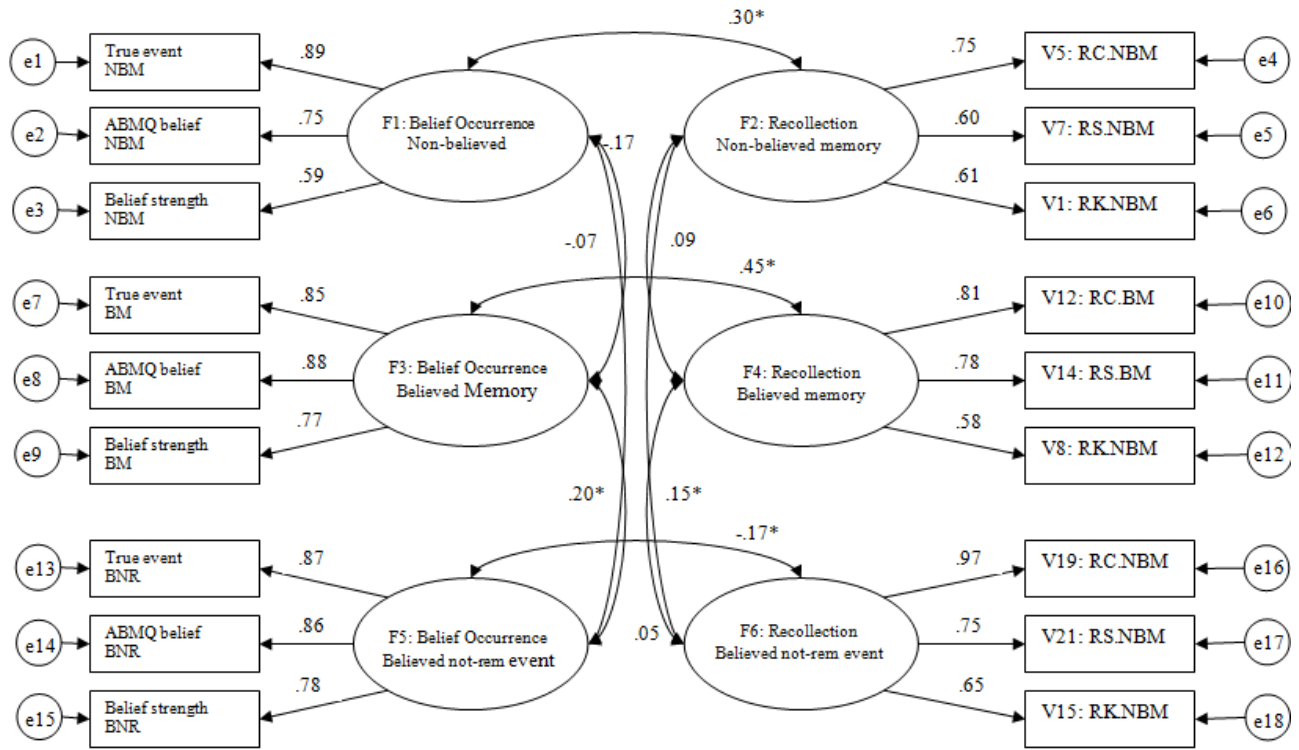 .30*
e1
True event
NBM
.89
.75
V5: RC.NBM
e4
e2
ABMQ belief
NBM
.75
F1: Belief Occurrence
Non-believed
-.17
F2: Recollection
Non-believed memory
.60
V7: RS.NBM
e5
e3
Belief strength
NBM
.59
.61
V1: RK.NBM
e6
-.07
.09
.45*
e7
True event
BM
.85
.81
V12: RC.BM
e10
e8
ABMQ belief
BM
.88
F3: Belief Occurrence
Believed Memory
F4: Recollection
Believed memory
.78
V14: RS.BM
e11
e9
Belief strength
BM
.77
.58
V8: RK.NBM
e12
.20*
.15*
-.17*
e13
True event
BNR
.87
.97
V19: RC.NBM
e16
e14
ABMQ belief
BNR
.86
F5: Belief Occurrence
Believed not-rem event
.05
F6: Recollection
Believed not-rem event
.75
V21: RS.NBM
e17
e15
Belief strength
BNR
.78
.65
V15: RK.NBM
e18